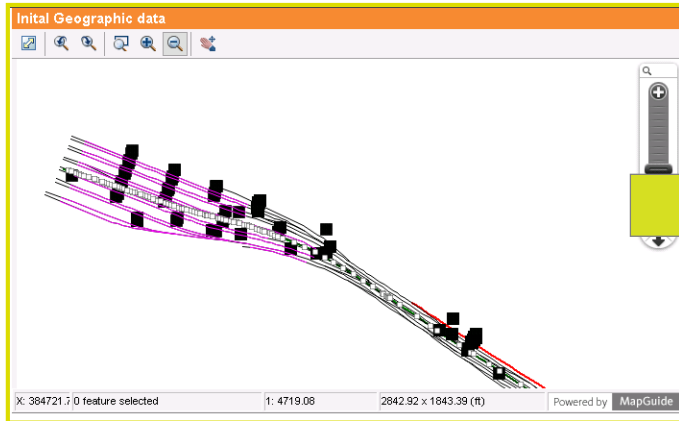 Inital Geographic data
X: 384721.7 0 feature selected 1: 4719.08 2842.92 x 1843.39 (ft) Powered by MapGuide